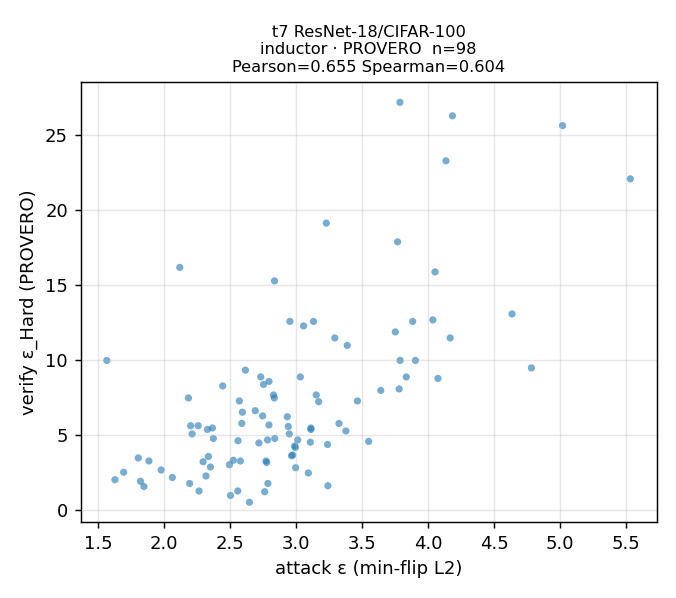 t7 ResNet-18/CIFAR-100
inductor · PROVERO  n=98
Pearson=0.655 Spearman=0.604
verify ε_Hard (PROVERO)
25
20
15
10
5
0
1.5 2.0 2.5 3.0 3.5 4.0 4.5 5.0 5.5
attack ε (min-flip L2)